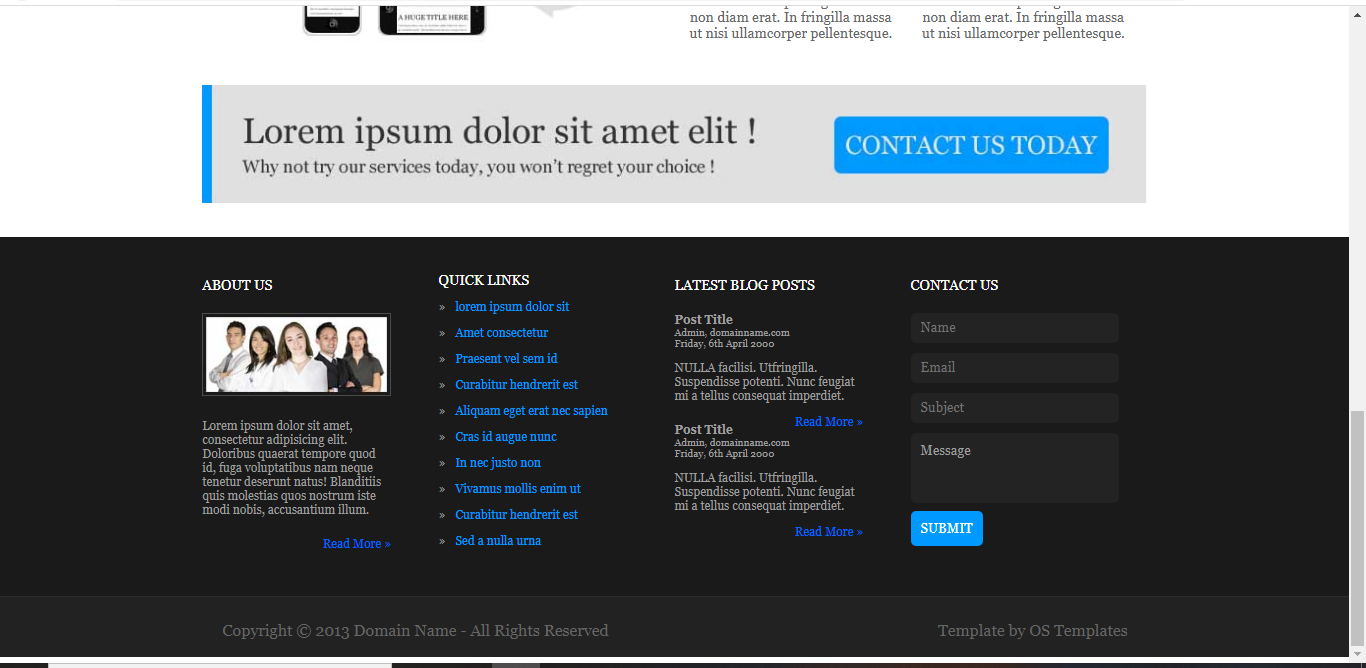 A HUGE TITLE HERE
non diam erat. In fringilla massa
ut nisi ullamcorper pellentesque.
non diam erat. In fringilla massa
ut nisi ullamcorper pellentesque.
Lorem ipsum dolor sit amet elit !
Why not try our services today, you won’t regret your choice !
CONTACT US TODAY
ABOUT US
Lorem ipsum dolor sit amet,
consectetur adipisicing elit.
Doloribus quaerat tempore quod
id, fuga voluptatibus nam neque
tenetur deserunt natus! Blanditiis
quis molestias quos nostrum iste
modi nobis, accusantium illum.
Read More »
QUICK LINKS
» lorem ipsum dolor sit
» Amet consectetur
» Praesent vel sem id
» Curabitur hendrerit est
» Aliquam eget erat nec sapien
» Cras id augue nunc
» In nec justo non
» Vivamus mollis enim ut
» Curabitur hendrerit est
» Sed a nulla urna
LATEST BLOG POSTS
Post Title
Admin, domainname.com
Friday, 6th April 2000
NULLA facilisi. Utfringilla.
Suspendisse potenti. Nunc feugiat
mi a tellus consequat imperdiet.
Read More »
Post Title
Admin, domainname.com
Friday, 6th April 2000
NULLA facilisi. Utfringilla.
Suspendisse potenti. Nunc feugiat
mi a tellus consequat imperdiet.
Read More »
CONTACT US
Name
Email
Subject
Message
SUBMIT
Copyright © 2013 Domain Name - All Rights Reserved
Template by OS Templates